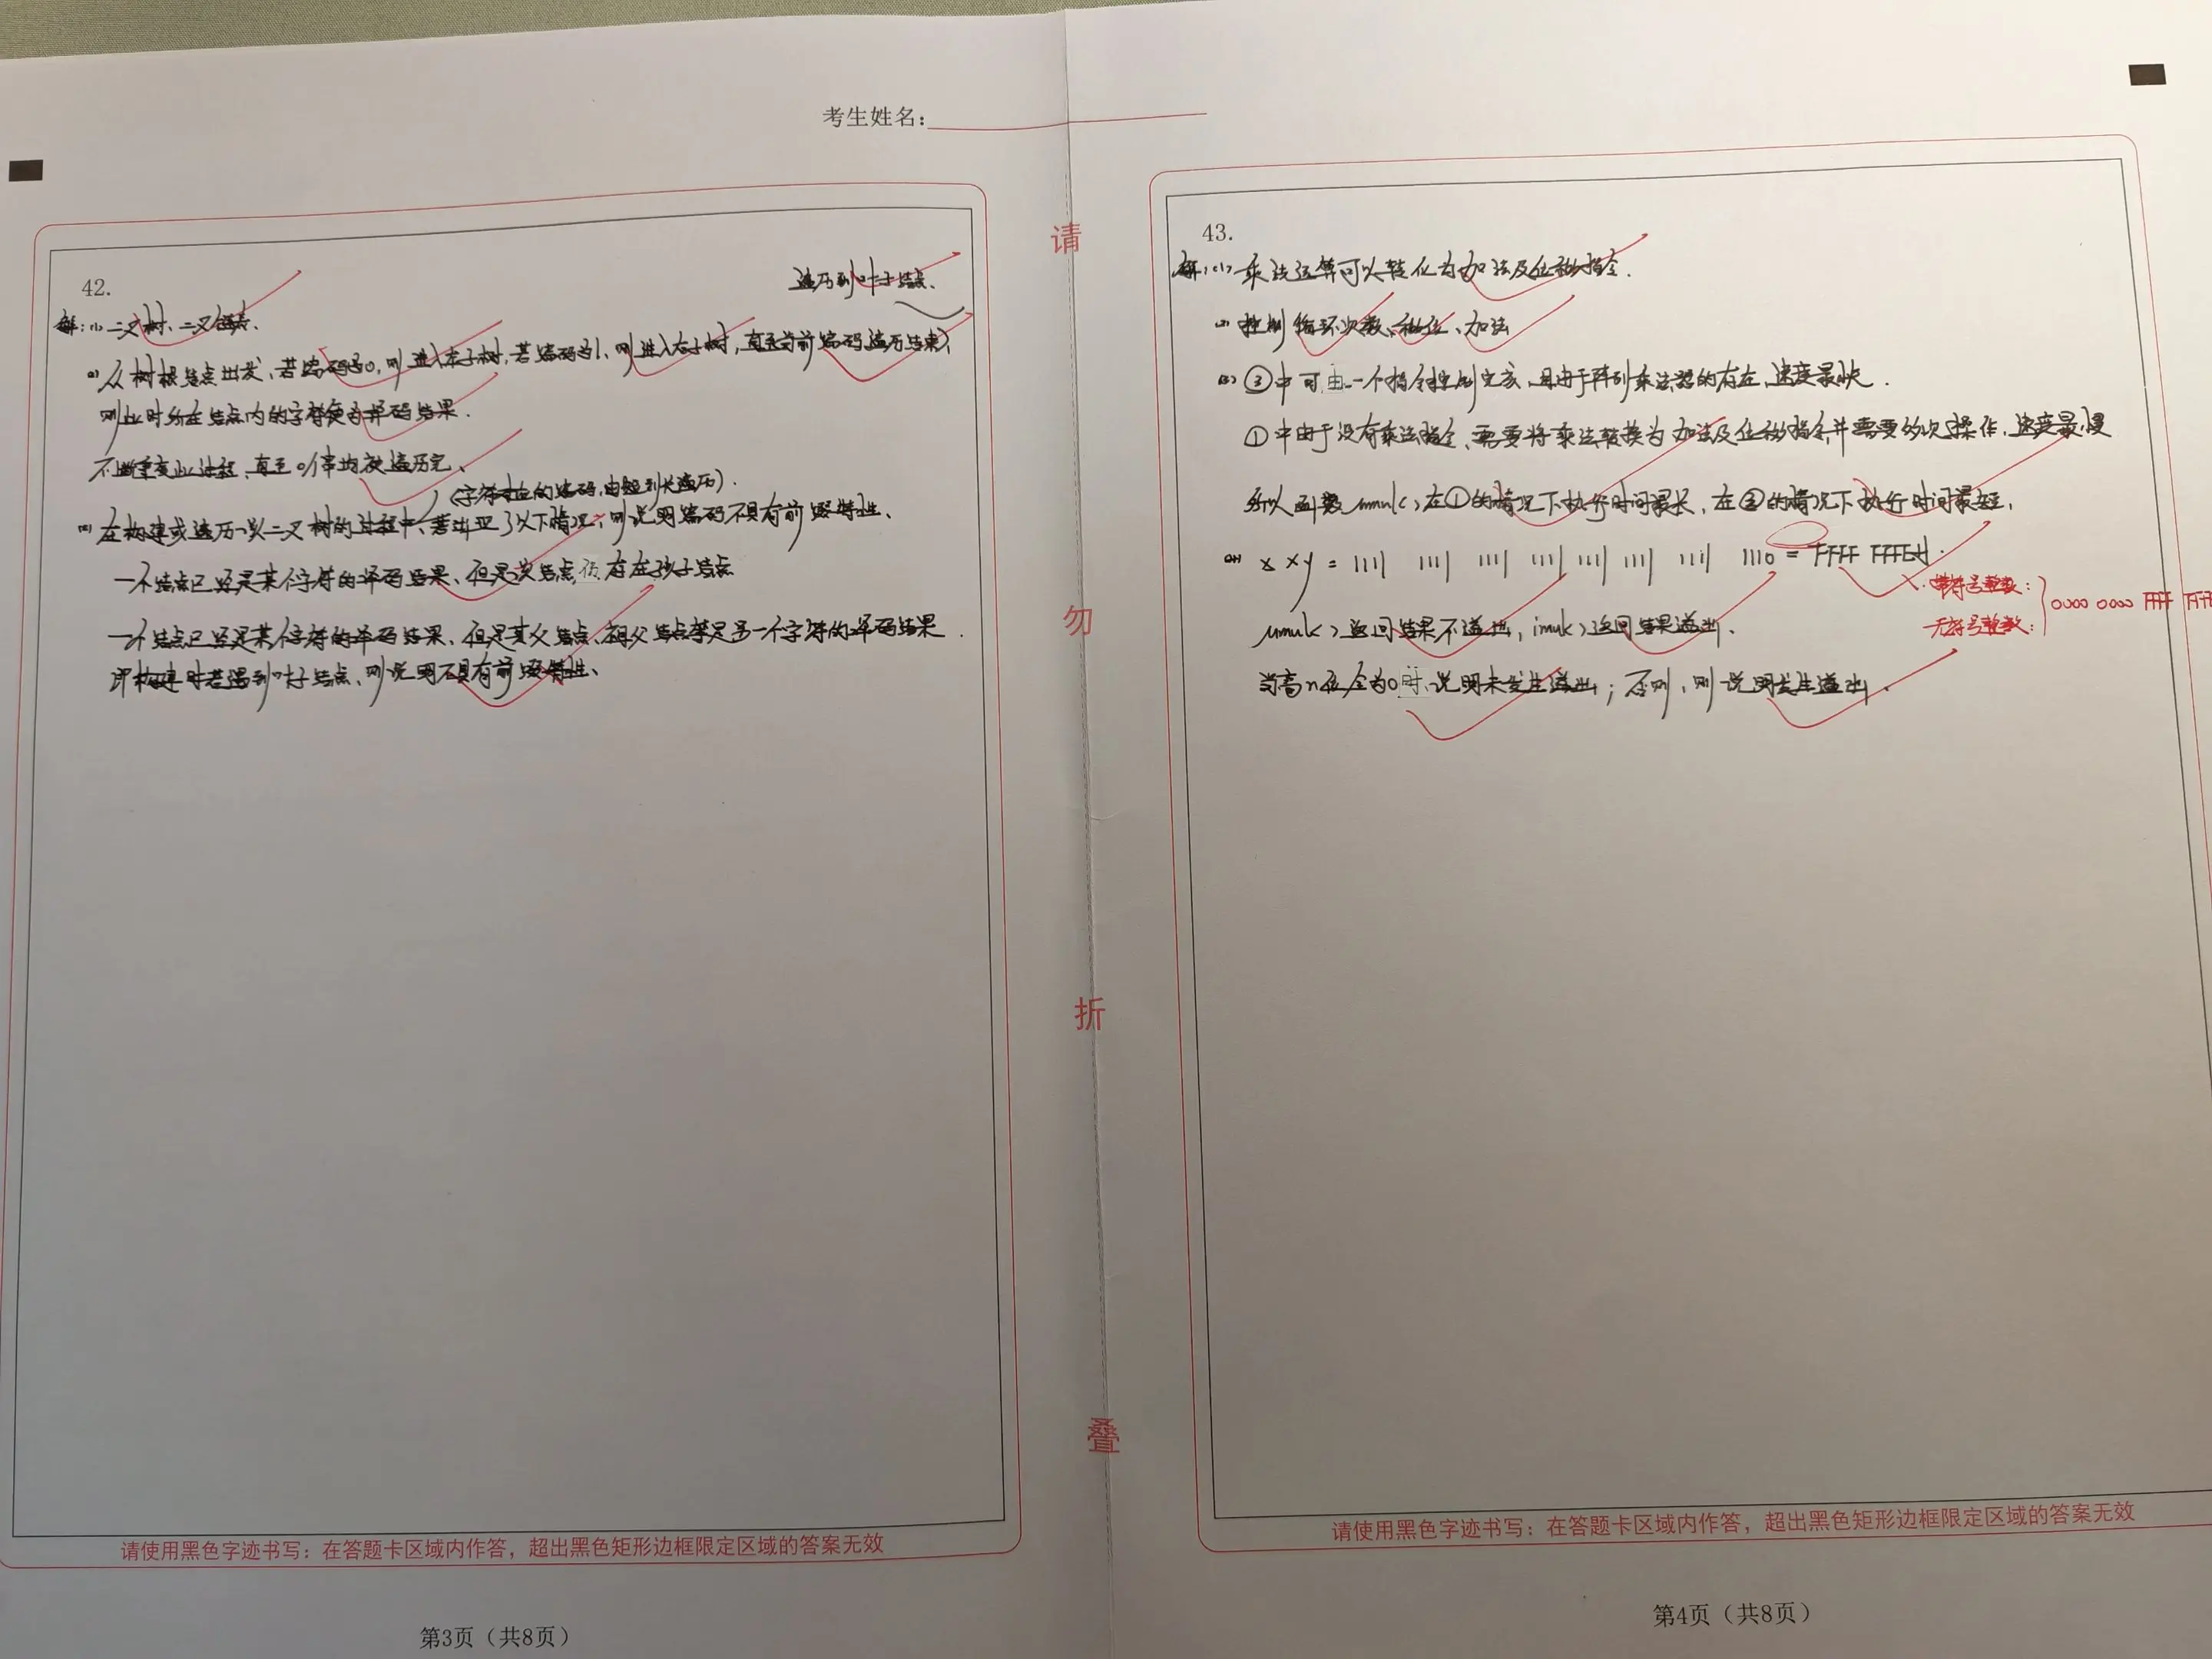 考生姓名：
请
勿
折
叠
42.
遍历到叶子结点.
解:(1) 二叉树、二叉链表.
(2) 从树根结点出发,若编码为0,则进入左子树,若编码为1,则进入右子树,直至当前编码遍历结束,
则此时所在结点内的字符便为译码结果.
不断重复此过程,直至01串均被遍历完.
(字符对应的编码,由短到长遍历).
在构建或遍历该二叉树的过程中,若出现了以下情况,则说明编码不具有前缀特性.
一个结点已经是某个字符的译码结果,但是该结点仍存在孩子结点
一个结点已经是某个字符的译码结果,但是其父结点、祖父结点等是另一个字符的译码结果.
即构建时若遇到叶子结点,则说明不具有前缀特性.
请使用黑色字迹书写：在答题卡区域内作答，超出黑色矩形边框限定区域的答案无效
第3页（共8页）
43.
解:(1) 乘法运算可以转化为加法及位移指令.
(2) 控制循环次数、移位、加法
(3) ③中可由一个指令控制完成,且由于阵列乘法器的存在,速度最快.
①中由于没有乘法指令,需要将乘法转换为加法及位移指令,并需要多次操作,速度最慢
所以函数umul()在①的情况下执行时间最长,在③的情况下执行时间最短.
(4) x×y = 1111 1111 1111 1111 1111 1111 1111 1110 = FFFF FFFEH.
带符号整数:
无符号整数:
0000 0000 FFFF
umul()返回结果不溢出,imul()返回结果溢出.
当高n位全为0时,说明未发生溢出;否则,则说明发生溢出.
请使用黑色字迹书写：在答题卡区域内作答，超出黑色矩形边框限定区域的答案无效
第4页（共8页）